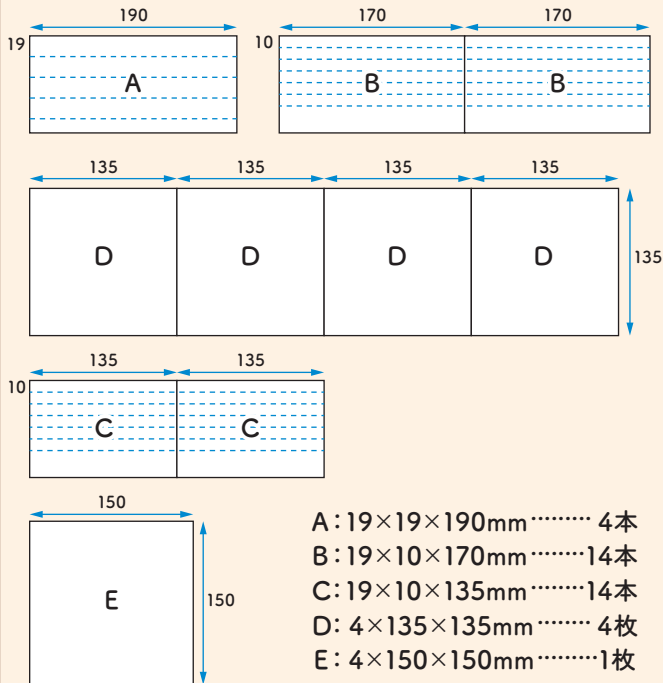 190
170 170
19
10
A
B B
135 135 135 135
D D D D
135
135 135
10
C C
150
E
150
A：19×19×190mm⋯⋯⋯ 4本
B：19×10×170mm⋯⋯⋯14本
C：19×10×135mm⋯⋯⋯14本
D： 4×135×135mm⋯⋯⋯ 4枚
E： 4×150×150mm⋯⋯⋯1枚